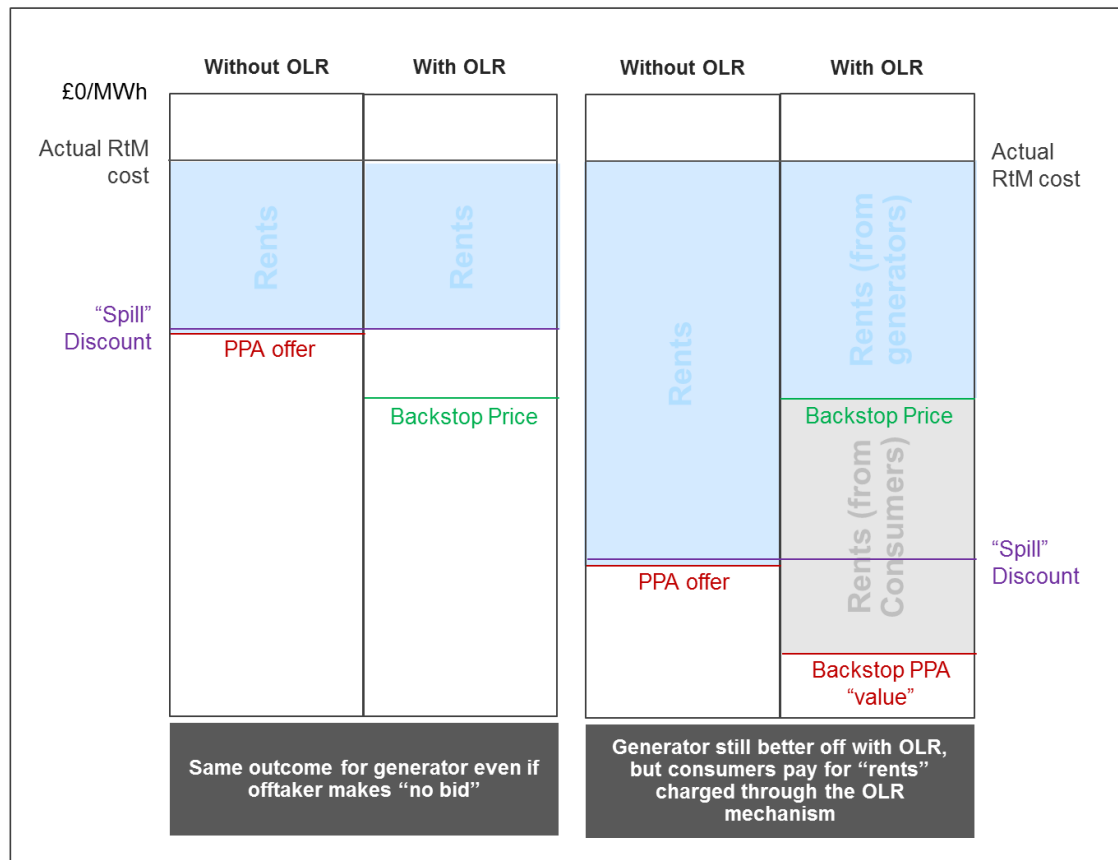 Without OLR
With OLR
Without OLR
With OLR
£0/MWh
Actual RtM
cost
Actual
RtM cost
Rents
Rents
Rents
Rents (from
generators)
“Spill”
Discount
PPA offer
Backstop Price
Backstop Price
Rents (from
Consumers)
“Spill”
Discount
PPA offer
Backstop PPA
“value”
Same outcome for generator even if
offtaker makes “no bid”
Generator still better off with OLR,
but consumers pay for “rents”
charged through the OLR
mechanism